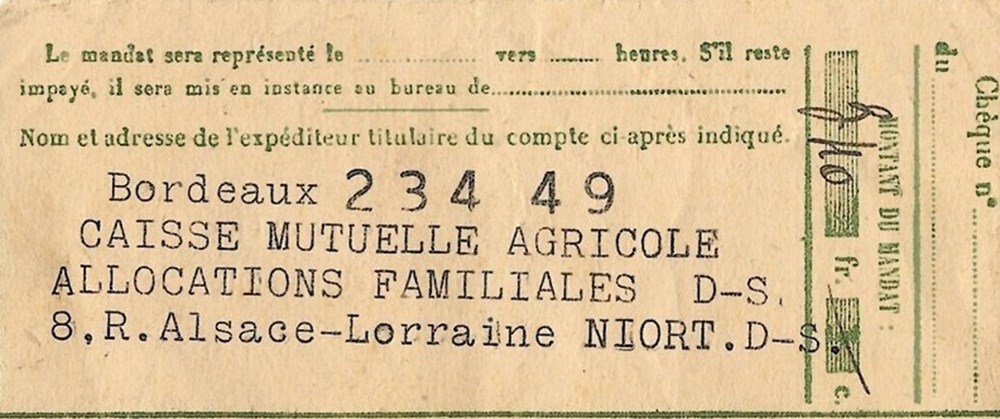 Le mandat sera représenté le ............ vers ......... heures. S'il reste
impayé, il sera mis en instance au bureau de..............................
Nom et adresse de l'expéditeur titulaire du compte ci-après indiqué.
Bordeaux 234 49
CAISSE MUTUELLE AGRICOLE
ALLOCATIONS FAMILIALES D-S.
8,R.Alsace-Lorraine NIORT.D-S.
MONTANT DU MANDAT :
fr c
du
Chèque n°